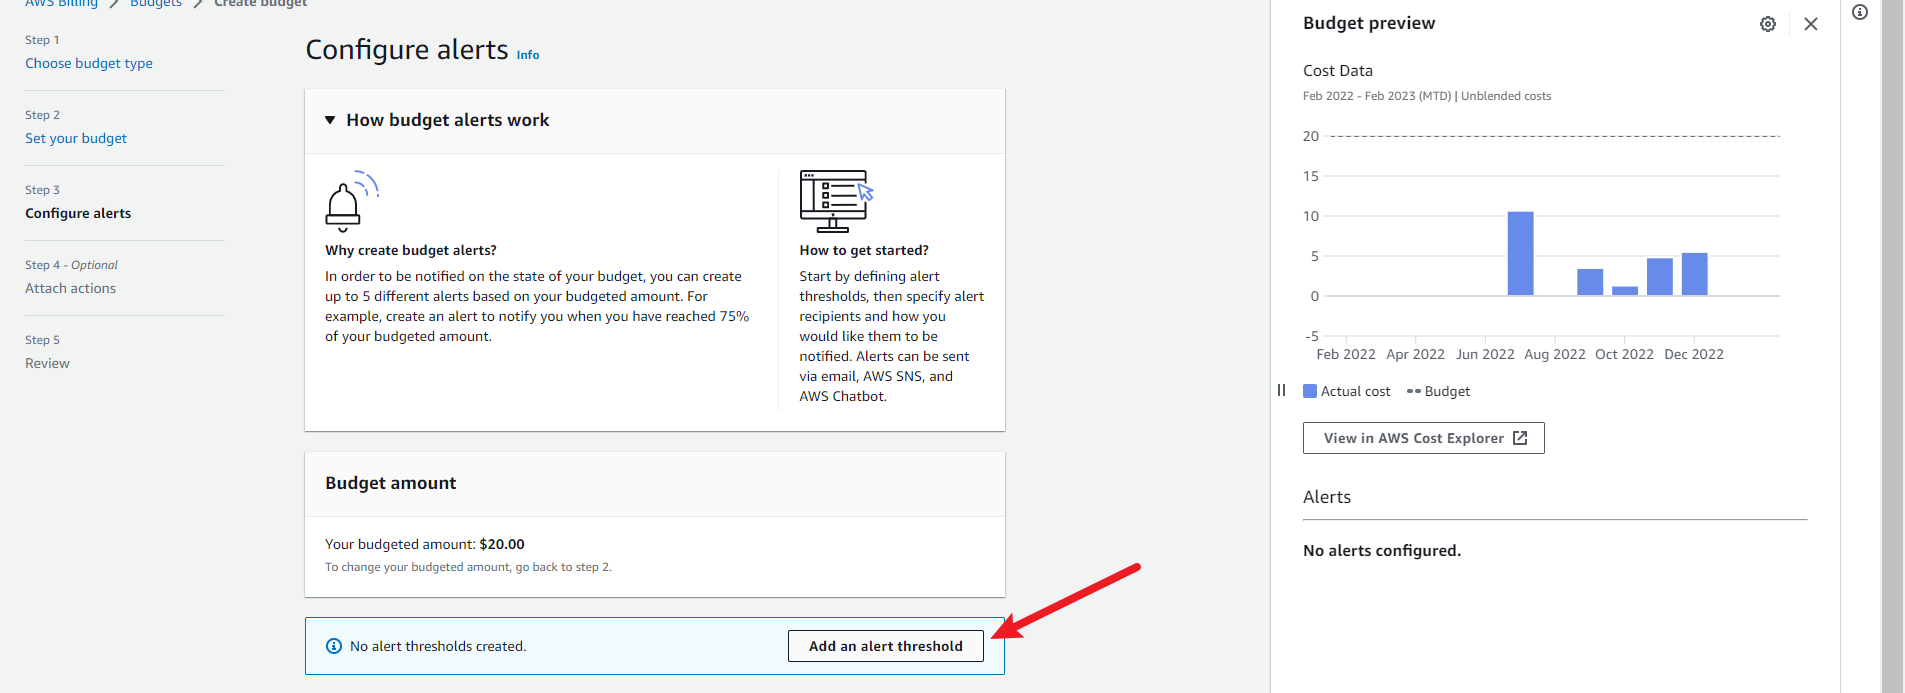 AWS Billing > Budgets > Create budget
Step 1
Choose budget type
Step 2
Set your budget
Step 3
Configure alerts
Step 4 - Optional
Attach actions
Step 5
Review
Configure alerts Info
How budget alerts work
Why create budget alerts?
In order to be notified on the state of your budget, you can create
up to 5 different alerts based on your budgeted amount. For
example, create an alert to notify you when you have reached 75%
of your budgeted amount.
How to get started?
Start by defining alert
thresholds, then specify alert
recipients and how you
would like them to be
notified. Alerts can be sent
via email, AWS SNS, and
AWS Chatbot.
Budget amount
Your budgeted amount: $20.00
To change your budgeted amount, go back to step 2.
No alert thresholds created.
Add an alert threshold
Budget preview
Cost Data
Feb 2022 - Feb 2023 (MTD) | Unblended costs
20
15
10
5
0
-5
Feb 2022 Apr 2022 Jun 2022 Aug 2022 Oct 2022 Dec 2022
Actual cost Budget
View in AWS Cost Explorer
Alerts
No alerts configured.